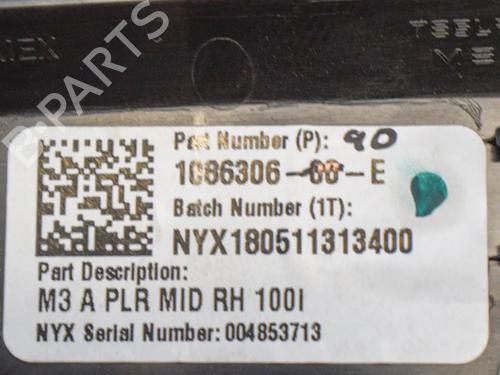 TESLA
Part Number (P): 90
1086306-00-E
Batch Number (1T):
NYX180511313400
Part Description:
M3 A PLR MID RH 100I
NYX Serial Number: 004853713
B-PARTS